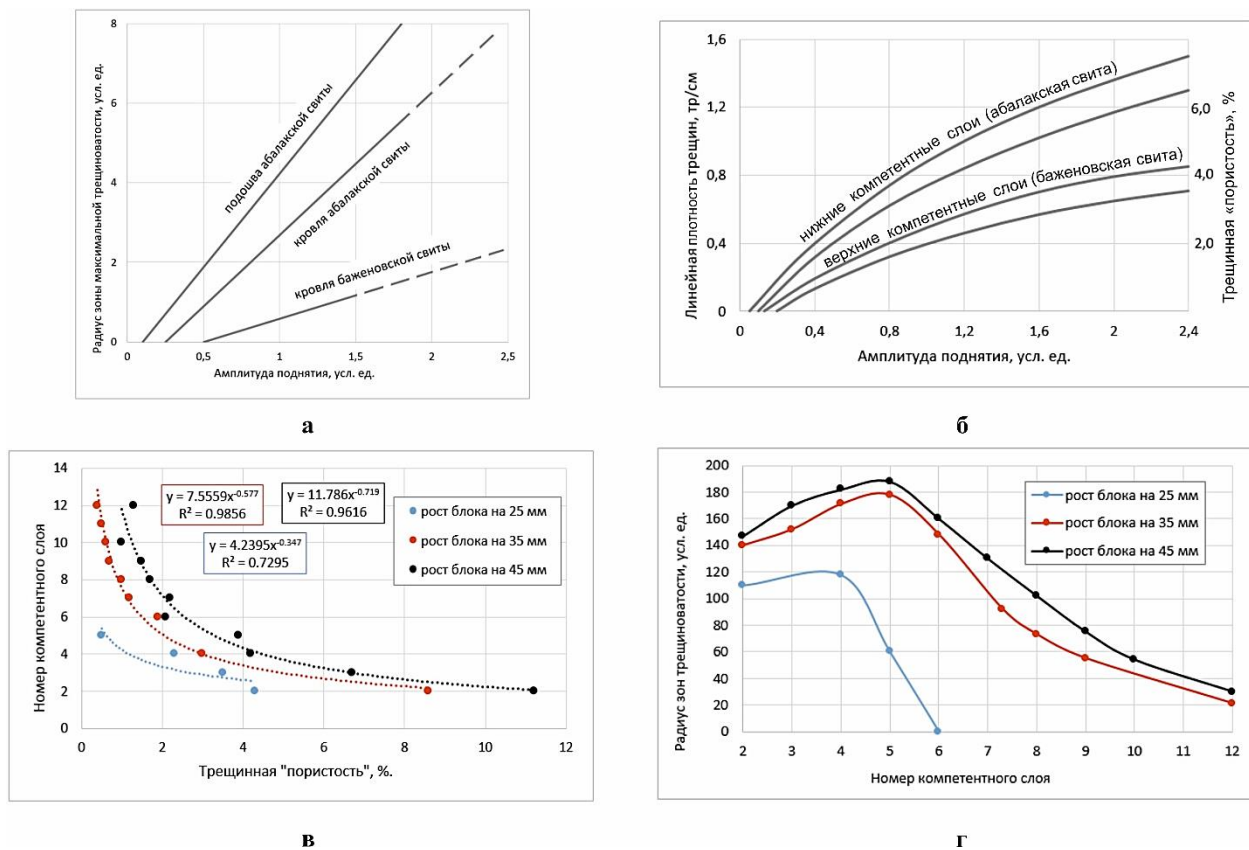 8
6
4
2
0
0
0,5
1
1,5
2
2,5
Радиус зоны максимальной трещиноватости, усл. ед.
Амплитуда поднятия, усл. ед.
подошва абалакской свиты
кровля абалакской свиты
кровля баженовской свиты
а
1,6
1,2
0,8
0,4
0
0
0,4
0,8
1,2
1,6
2
2,4
Линейная плотность трещин, тр/см
Амплитуда поднятия, усл. ед.
нижние компетентные слои (абалакская свита)
верхние компетентные слои (баженовская свита)
6,0
4,0
2,0
Трещинная «пористость», %
б
14
12
10
8
6
4
2
0
0
2
4
6
8
10
12
Номер компетентного слоя
Трещинная "пористость", %.
y = 7.5559x^-0.577
R² = 0.9856
y = 11.786x^-0.719
R² = 0.9616
y = 4.2395x^-0.347
R² = 0.7295
рост блока на 25 мм
рост блока на 35 мм
рост блока на 45 мм
в
200
180
160
140
120
100
80
60
40
20
0
2
3
4
5
6
7
8
9
10
11
12
Радиус зон трещиноватости, усл. ед.
Номер компетентного слоя
рост блока на 25 мм
рост блока на 35 мм
рост блока на 45 мм
г